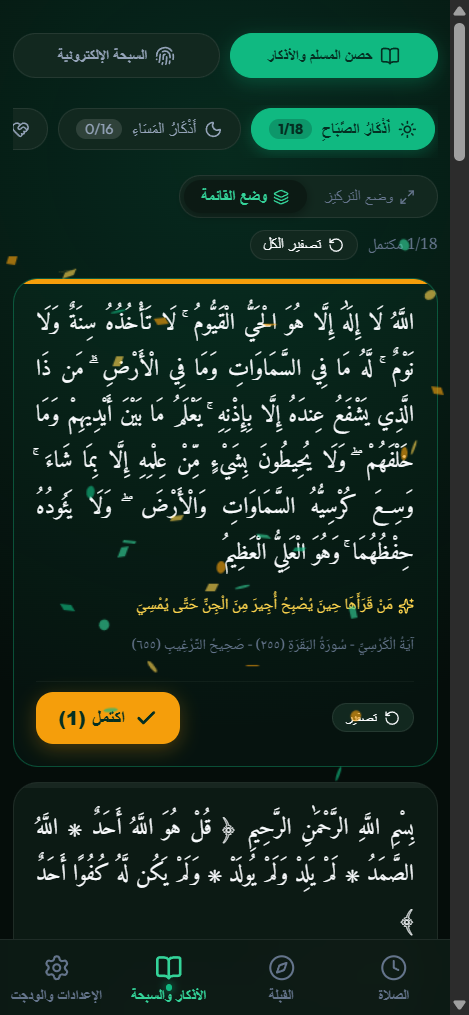 حصن المسلم والأذكار
السبحة الإلكترونية
أَذْكَارُ الصَّبَاحِ 1/18
أَذْكَارُ المَسَاءِ 0/16
وضع التركيز
وضع القائمة
1/18 مكتمل
تصفير الكل
اللَّهُ لَا إِلَٰهَ إِلَّا هُوَ الْحَيُّ الْقَيُّومُ ۚ لَا تَأْخُذُهُ سِنَةٌ وَلَا
نَوْمٌ ۚ لَّهُ مَا فِي السَّمَاوَاتِ وَمَا فِي الْأَرْضِ ۗ مَن ذَا
الَّذِي يَشْفَعُ عِندَهُ إِلَّا بِإِذْنِهِ ۚ يَعْلَمُ مَا بَيْنَ أَيْدِيهِمْ وَمَا
خَلْفَهُمْ ۖ وَلَا يُحِيطُونَ بِشَيْءٍ مِّنْ عِلْمِهِ إِلَّا بِمَا شَاءَ ۚ
وَسِعَ كُرْسِيُّهُ السَّمَاوَاتِ وَالْأَرْضَ ۖ وَلَا يَئُودُهُ
حِفْظُهُمَا ۚ وَهُوَ الْعَلِيُّ الْعَظِيمُ
مَنْ قَرَأَهَا حِينَ يُصْبِحُ أُجِيرَ مِنَ الْجِنِّ حَتَّى يُمْسِيَ
آيَةُ الْكُرْسِيِّ - سُورَةُ الْبَقَرَةِ (٢٥٥) - صَحِيحُ التَّرْغِيبِ (٦٥٥)
تصفير
اكتمل (1)
بِسْمِ اللَّهِ الرَّحْمَٰنِ الرَّحِيمِ ﴿ قُلْ هُوَ اللَّهُ أَحَدٌ * اللَّهُ
الصَّمَدُ * لَمْ يَلِدْ وَلَمْ يُولَدْ * وَلَمْ يَكُن لَّهُ كُفُوًا أَحَدٌ
﴾
الصلاة
القبلة
الأذكار والسبحة
الإعدادات والودجت